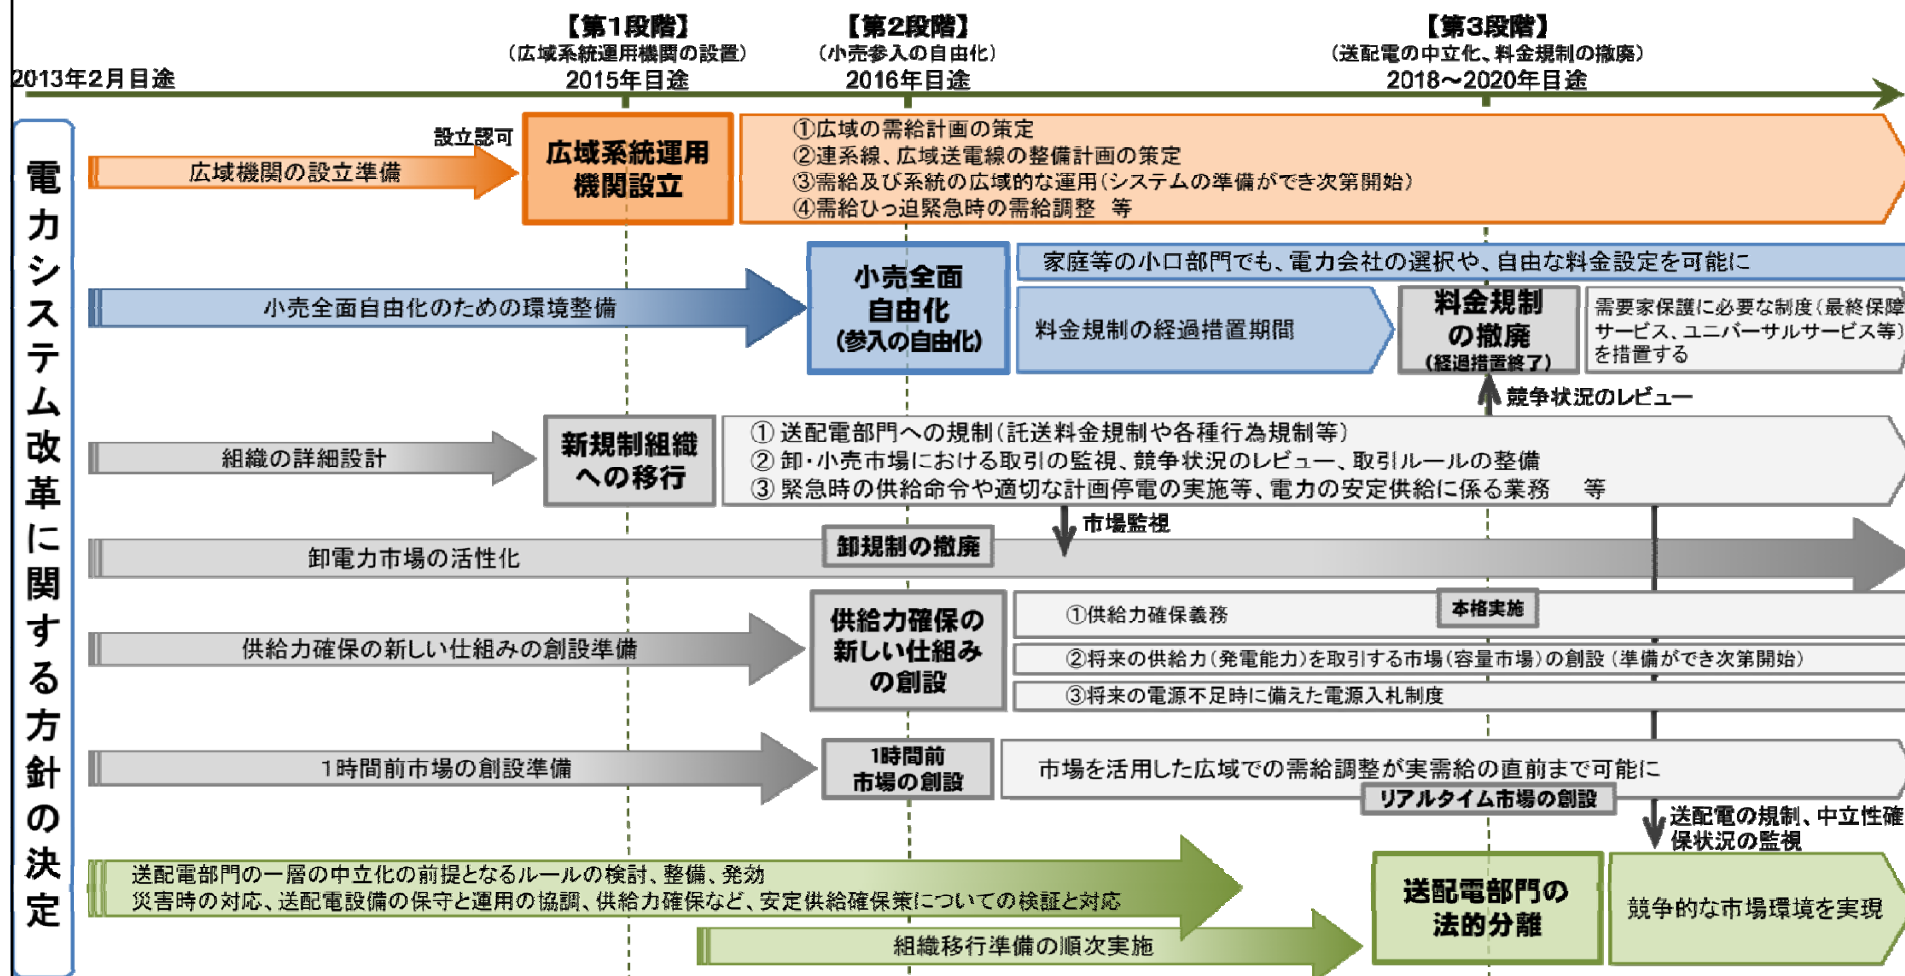 【第1段階】
(広域系統運用機関の設置)
2015年目途
【第2段階】
(小売参入の自由化)
2016年目途
【第3段階】
(送配電の中立化、料金規制の撤廃)
2018〜2020年目途
2013年2月目途
電力システム改革に関する方針の決定
広域機関の設立準備
設立認可
広域系統運用
機関設立
①広域の需給計画の策定
②連系線、広域送電線の整備計画の策定
③需給及び系統の広域的な運用(システムの準備ができ次第開始)
④需給ひっ迫緊急時の需給調整 等
小売全面自由化のための環境整備
小売全面
自由化
(参入の自由化)
家庭等の小口部門でも、電力会社の選択や、自由な料金設定を可能に
料金規制の経過措置期間
料金規制
の撤廃
(経過措置終了)
需要家保護に必要な制度(最終保障
サービス、ユニバーサルサービス等)
を措置する
競争状況のレビュー
組織の詳細設計
新規制組織
への移行
① 送配電部門への規制(託送料金規制や各種行為規制等)
② 卸・小売市場における取引の監視、競争状況のレビュー、取引ルールの整備
③ 緊急時の供給命令や適切な計画停電の実施等、電力の安定供給に係る業務 等
市場監視
卸電力市場の活性化
卸規制の撤廃
供給力確保の新しい仕組みの創設準備
供給力確保の
新しい仕組み
の創設
①供給力確保義務
本格実施
②将来の供給力(発電能力)を取引する市場(容量市場)の創設(準備ができ次第開始)
③将来の電源不足時に備えた電源入札制度
1時間前市場の創設準備
1時間前
市場の創設
市場を活用した広域での需給調整が実需給の直前まで可能に
リアルタイム市場の創設
送配電の規制、中立性確
保状況の監視
送配電部門の一層の中立化の前提となるルールの検討、整備、発効
災害時の対応、送配電設備の保守と運用の協調、供給力確保など、安定供給確保策についての検証と対応
組織移行準備の順次実施
送配電部門の
法的分離
競争的な市場環境を実現